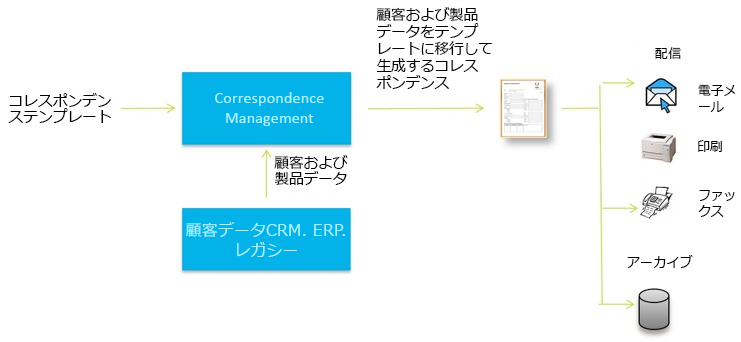 コレスポンデン
ステンプレート
Correspondence
Management
顧客および
製品データ
顧客データCRM. ERP.
レガシー
顧客および製品
データをテンプ
レートに移行して
生成するコレス
ポンデンス
配信
電子メ
ール
印刷
ファッ
クス
アーカイブ